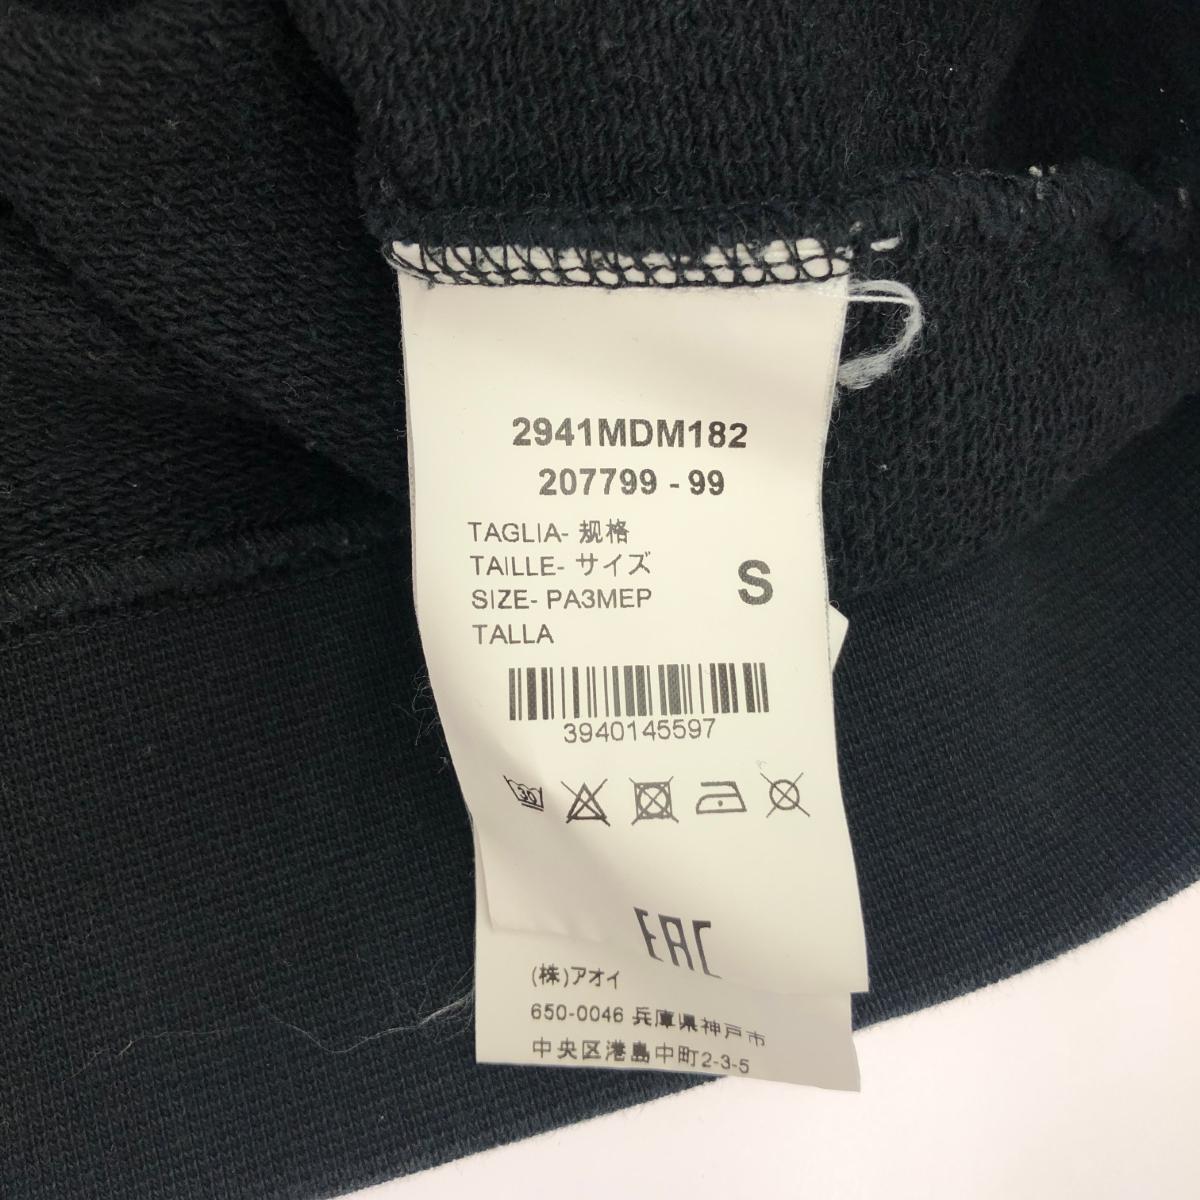 2941MDM182
207799 - 99
TAGLIA- 规格
TAILLE- サイズ
SIZE- PA3MEP
TALLA
S
3940145597
30
EAC
(株)アオイ
650-0046 兵庫県神戸市
中央区港島中町2-3-5